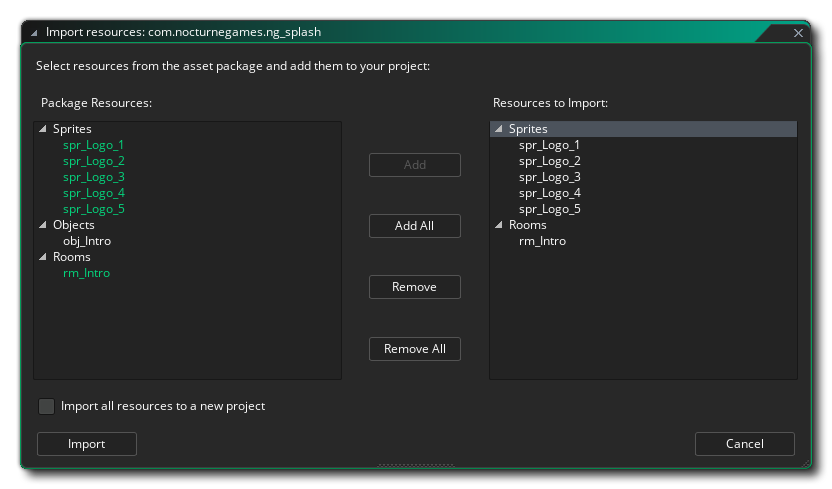 Import resources: com.nocturnegames.ng_splash
Select resources from the asset package and add them to your project:
Package Resources:
Sprites
spr_Logo_1
spr_Logo_2
spr_Logo_3
spr_Logo_4
spr_Logo_5
Objects
obj_Intro
Rooms
rm_Intro
Add
Add All
Remove
Remove All
Resources to Import:
Sprites
spr_Logo_1
spr_Logo_2
spr_Logo_3
spr_Logo_4
spr_Logo_5
Rooms
rm_Intro
Import all resources to a new project
Import
Cancel